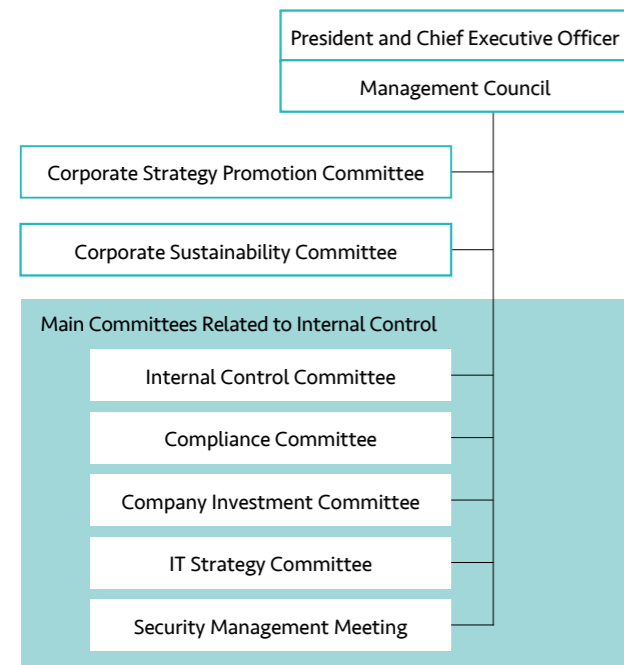 President and Chief Executive Officer
Management Council
Corporate Strategy Promotion Committee
Corporate Sustainability Committee
Main Committees Related to Internal Control
Internal Control Committee
Compliance Committee
Company Investment Committee
IT Strategy Committee
Security Management Meeting